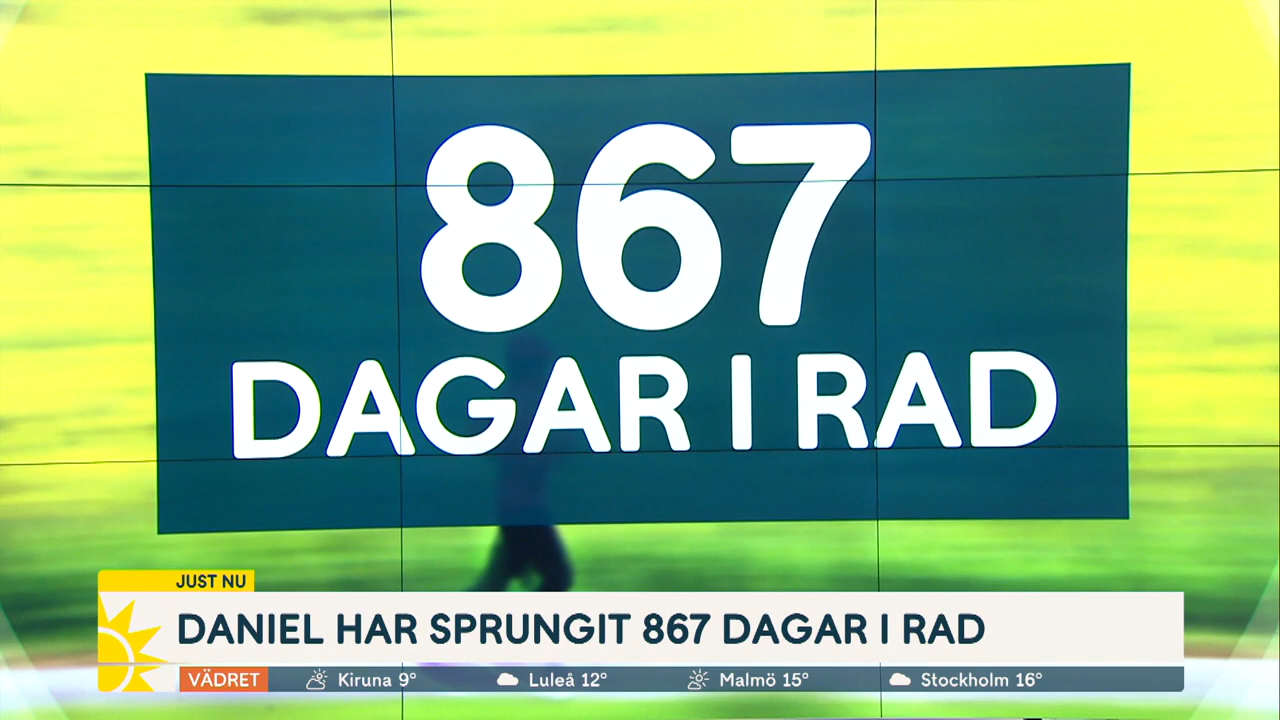 867
DAGAR I RAD
JUST NU
DANIEL HAR SPRUNGIT 867 DAGAR I RAD
VÄDRET Kiruna 9° Luleå 12° Malmö 15° Stockholm 16°